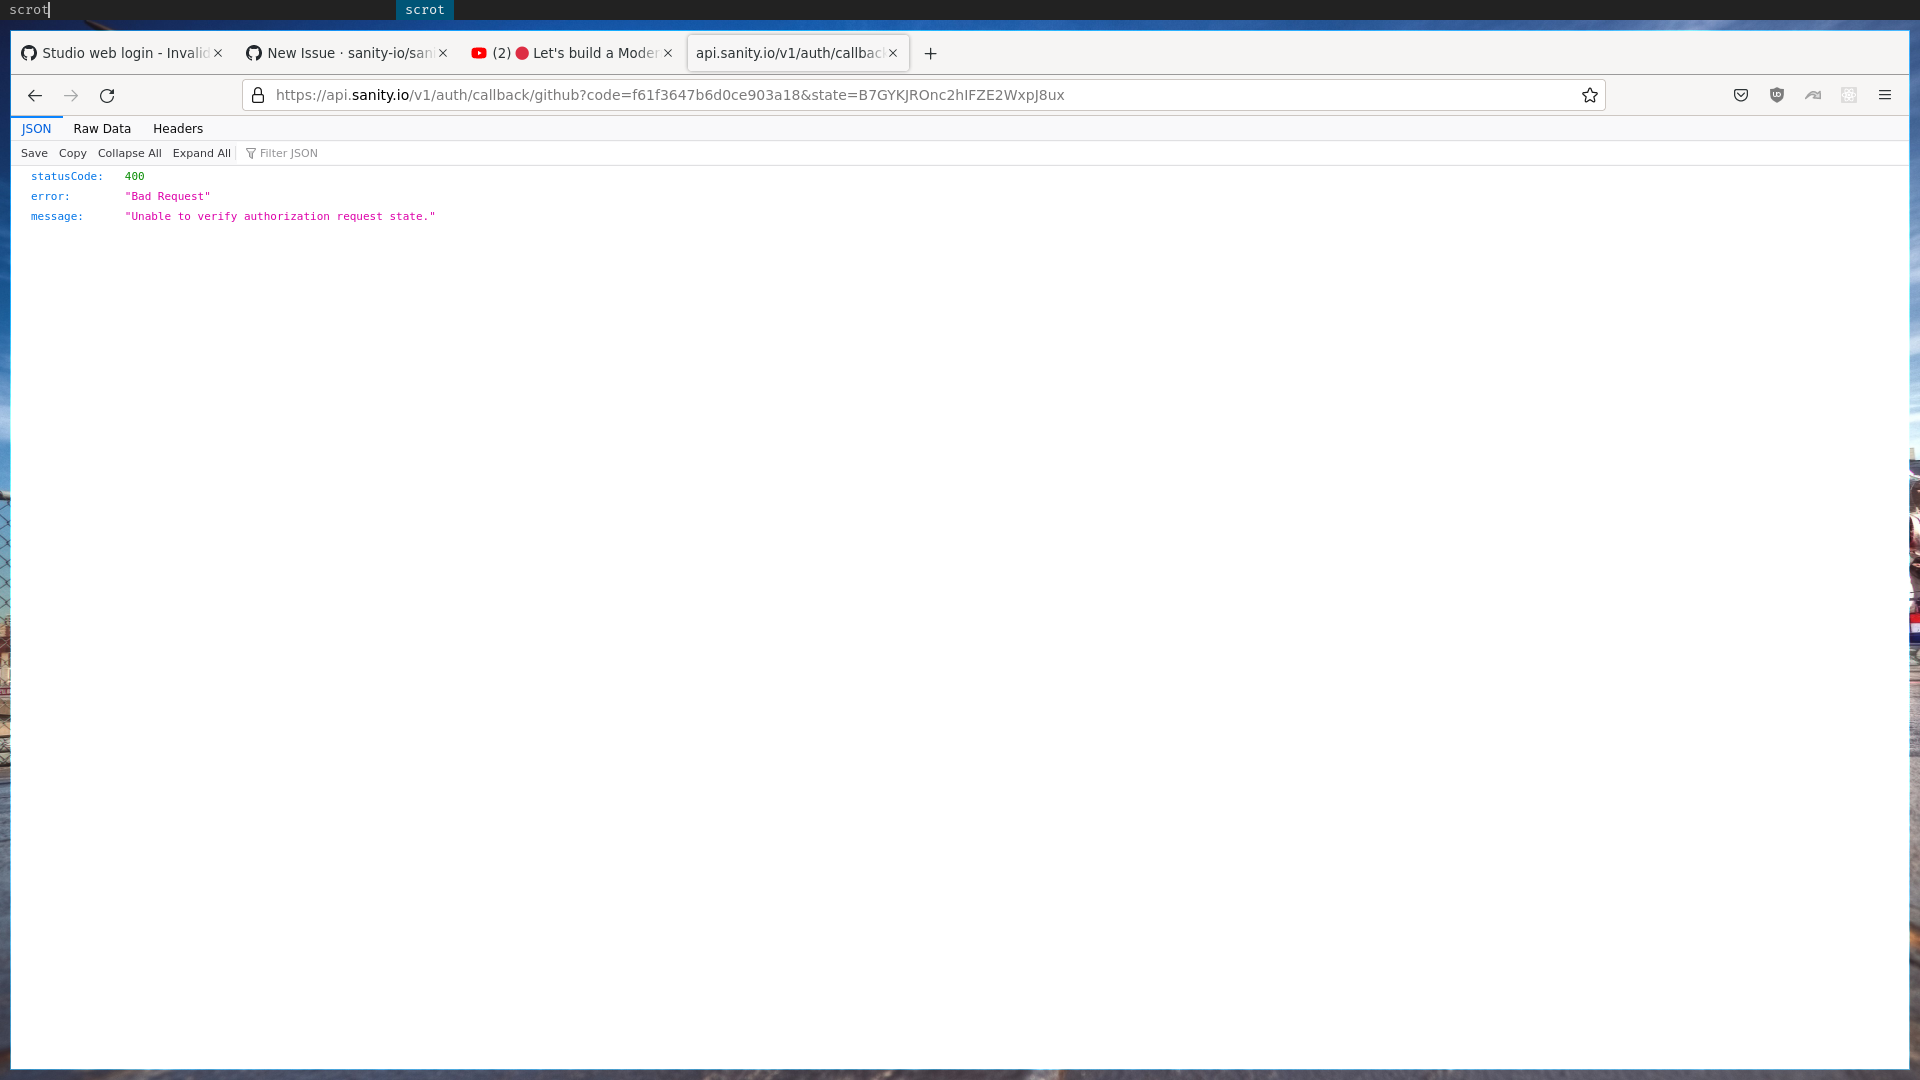 scrot scrot
Studio web login - Invalid New Issue · sanity-io/san (2) 🔴 Let's build a Moder api.sanity.io/v1/auth/callbac
https://api.sanity.io/v1/auth/callback/github?code=f61f3647b6d0ce903a18&state=B7GYKJROnc2hIFZE2WxpJ8ux
JSON Raw Data Headers
Save Copy Collapse All Expand All Filter JSON
statusCode: 400
error: "Bad Request"
message: "Unable to verify authorization request state."